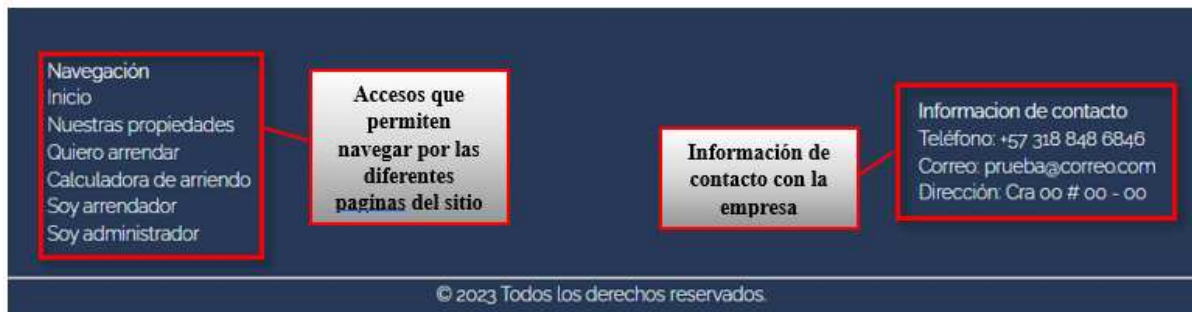 Navegación
Inicio
Nuestras propiedades
Quiero arrendar
Calculadora de arriendo
Soy arrendador
Soy administrador
Accesos que
permiten
navegar por las
diferentes
paginas del sitio
Información de
contacto con la
empresa
Informacion de contacto
Teléfono: +57 318 848 6846
Correo: prueba@correo.com
Dirección: Cra 00 # 00 - 00
© 2023 Todos los derechos reservados.